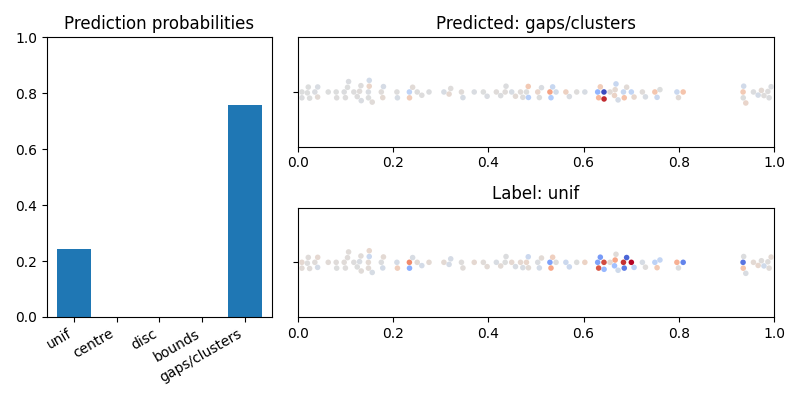 Prediction probabilities
1.0
0.8
0.6
0.4
0.2
0.0
unif
centre
disc
bounds
gaps/clusters
Predicted: gaps/clusters
0.0 0.2 0.4 0.6 0.8 1.0
Label: unif
0.0 0.2 0.4 0.6 0.8 1.0